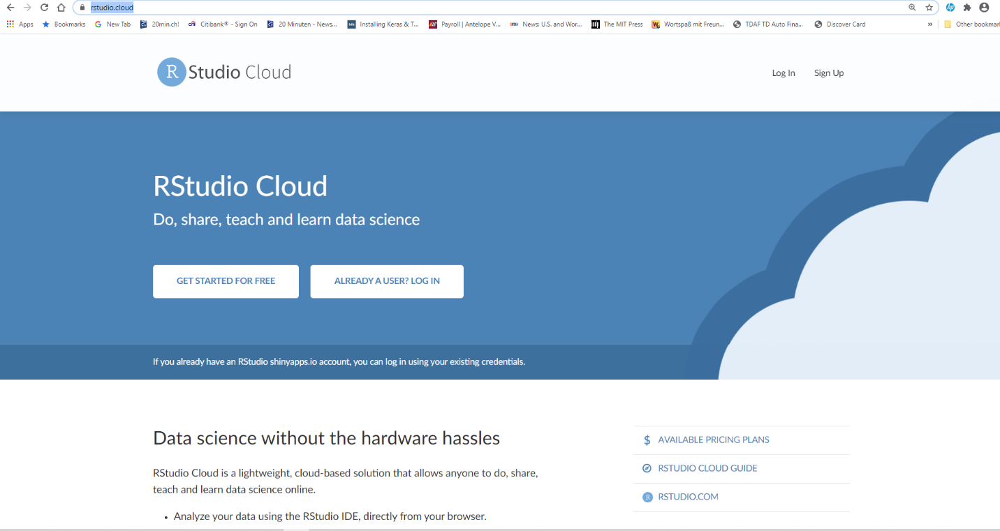 rstudio.cloud
Apps Bookmarks New Tab 20min.ch! Citibank® - Sign On 20 Minuten - News... Installing Keras & T... Payroll | Antelope V... News: U.S. and Wor... The MIT Press Wortspaß mit Freun... TDAF TD Auto Fina... Discover Card » Other bookmar
R Studio Cloud
Log In Sign Up
RStudio Cloud
Do, share, teach and learn data science
GET STARTED FOR FREE ALREADY A USER? LOG IN
If you already have an RStudio shinyapps.io account, you can log in using your existing credentials.
Data science without the hardware hassles
RStudio Cloud is a lightweight, cloud-based solution that allows anyone to do, share,
teach and learn data science online.
• Analyze your data using the RStudio IDE, directly from your browser.
$ AVAILABLE PRICING PLANS
RSTUDIO CLOUD GUIDE
R RSTUDIO.COM